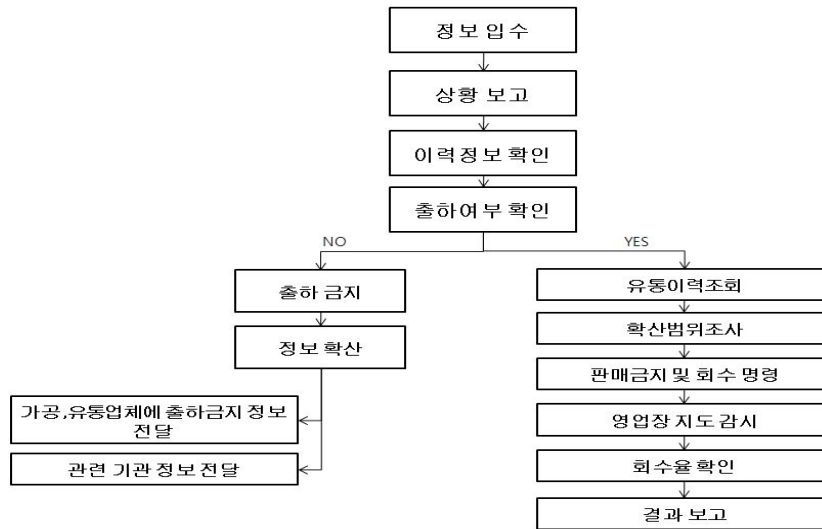 정보 입수
상황 보고
이력정보 확인
출하여부 확인
NO
YES
출하 금지
정보 확산
가공,유통업체에 출하금지 정보
전달
관련 기관 정보 전달
유통이력조회
확산범위조사
판매금지 및 회수 명령
영업장 지도 감시
회수율 확인
결과 보고